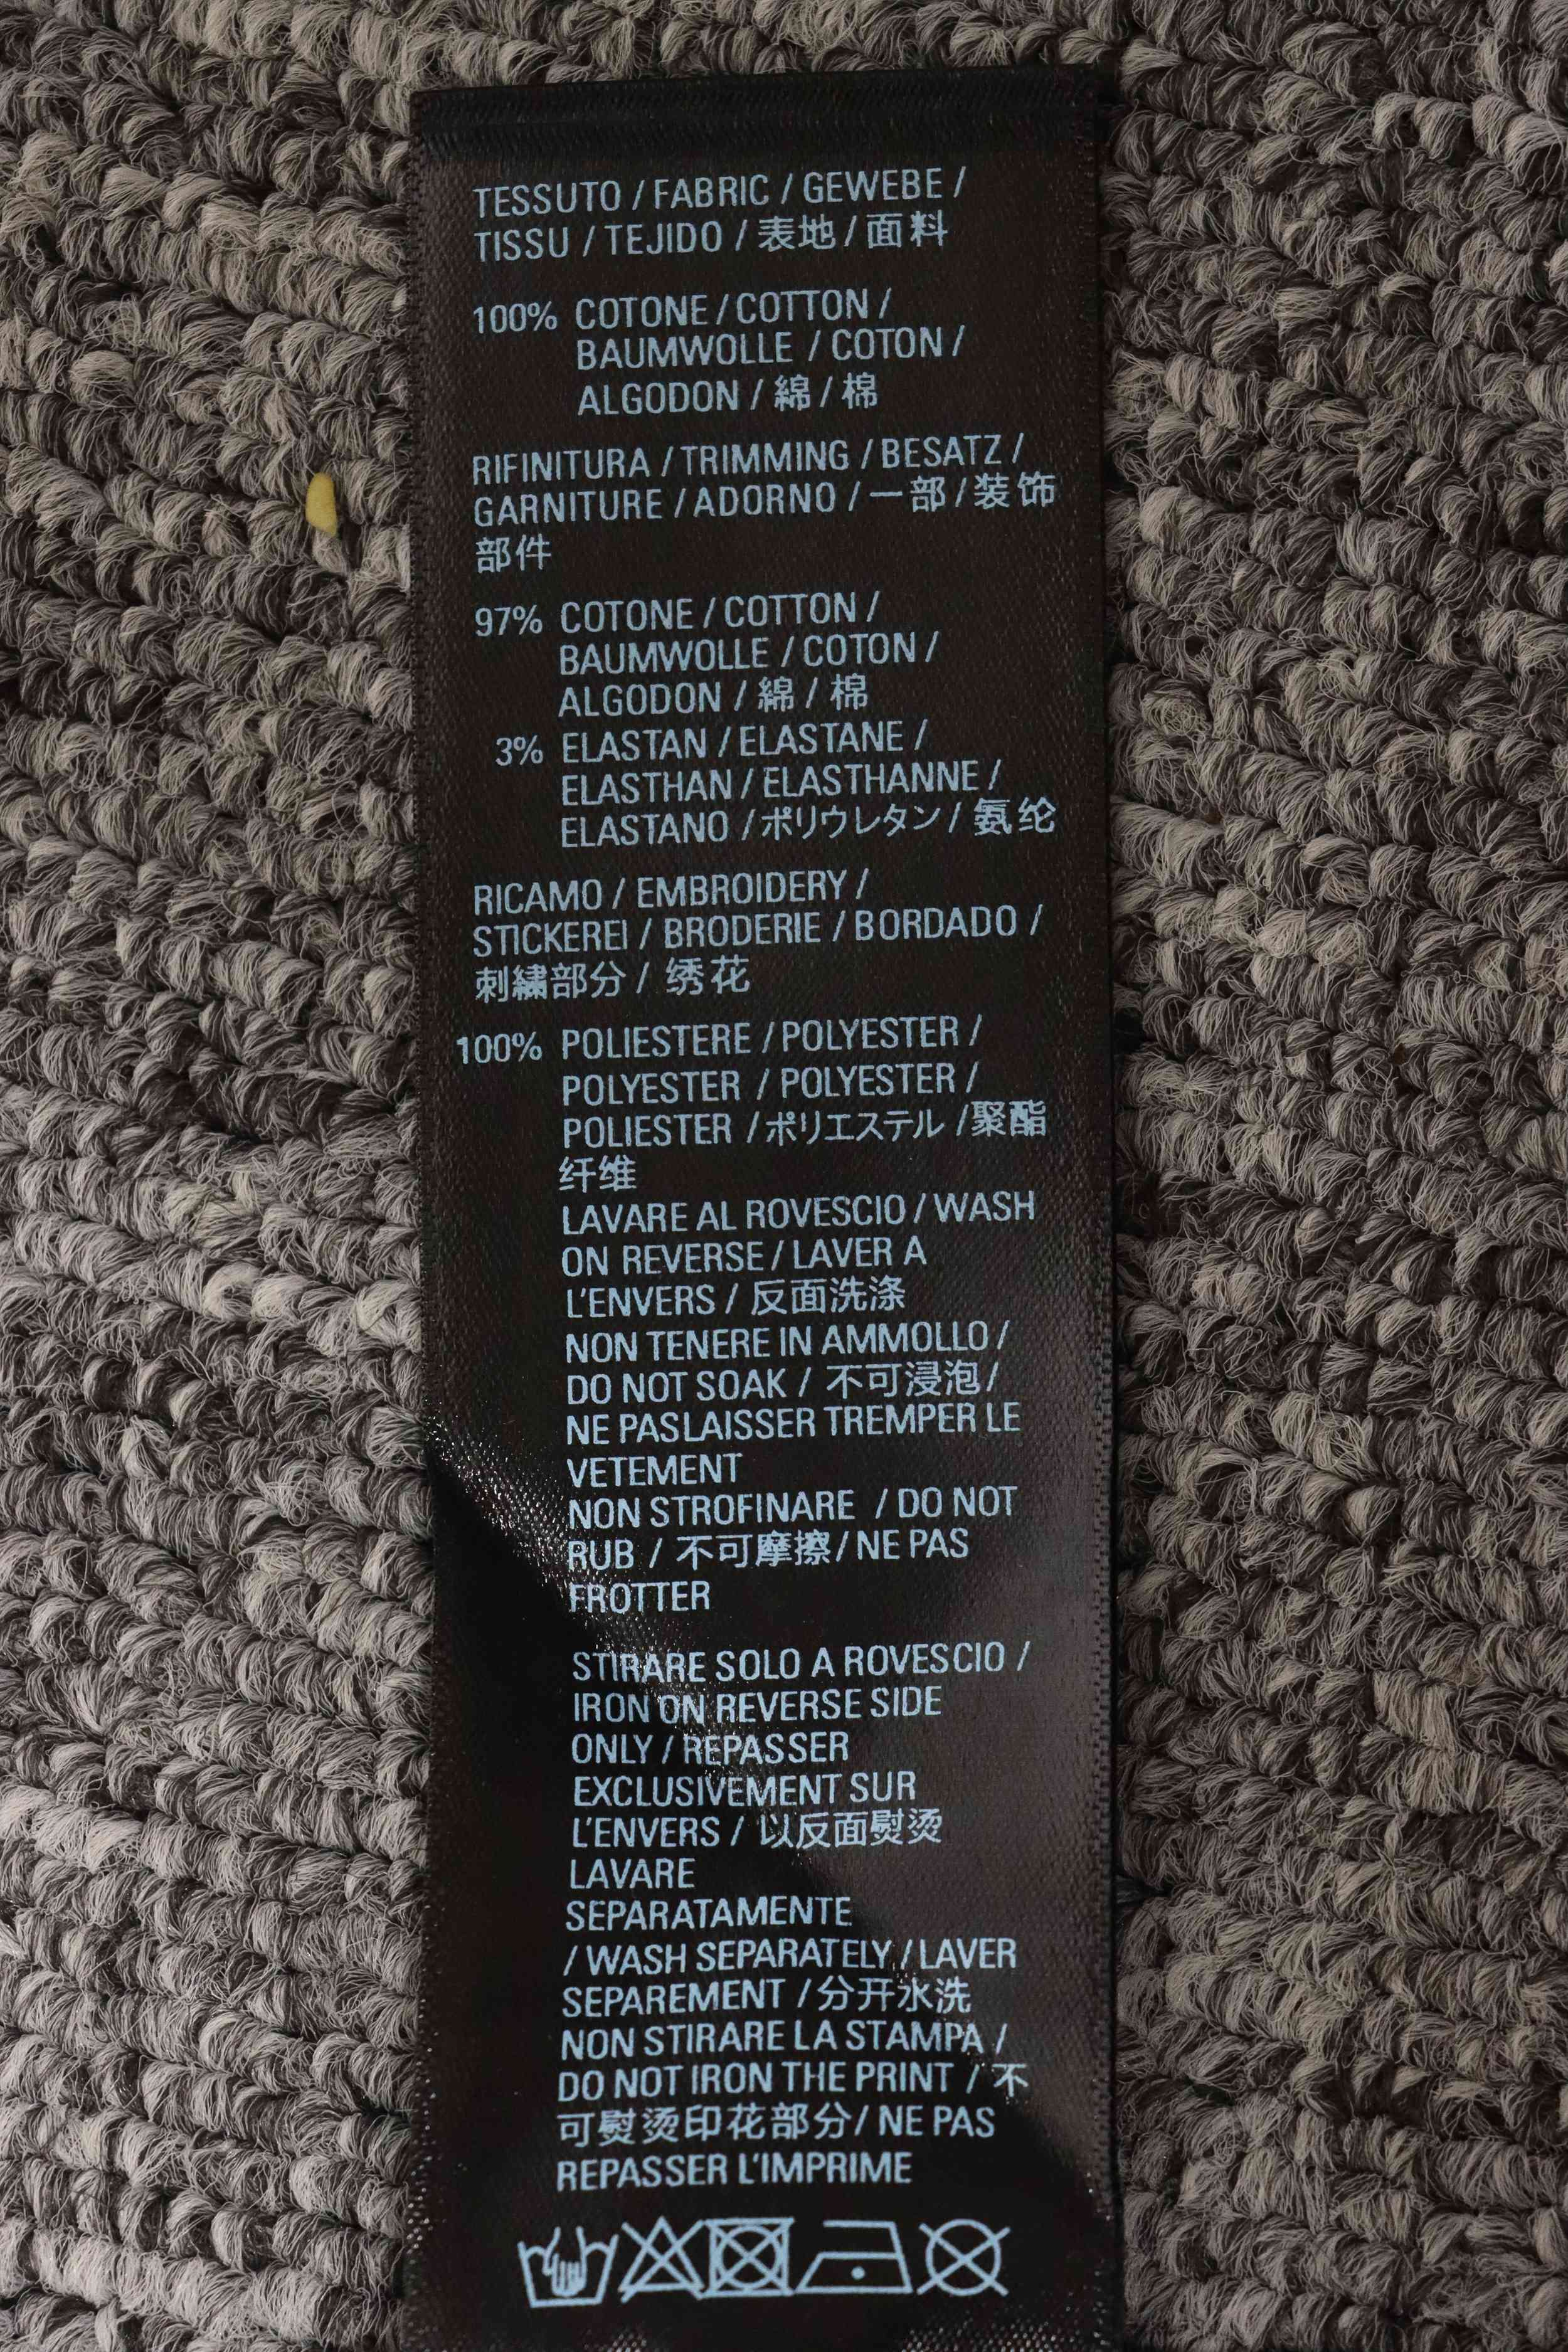 TESSUTO / FABRIC / GEWEBE /
TISSU / TEJIDO / 表地 / 面料
100% COTONE / COTTON /
BAUMWOLLE / COTON /
ALGODON / 綿 / 棉
RIFINITURA / TRIMMING / BESATZ /
GARNITURE / ADORNO / 一部 / 装饰
部件
97% COTONE / COTTON /
BAUMWOLLE / COTON /
ALGODON / 綿 / 棉
3% ELASTAN / ELASTANE /
ELASTHAN / ELASTHANNE /
ELASTANO / ポリウレタン / 氨纶
RICAMO / EMBROIDERY /
STICKEREI / BRODERIE / BORDADO /
刺繍部分 / 绣花
100% POLIESTERE / POLYESTER /
POLYESTER / POLYESTER /
POLIESTER / ポリエステル / 聚酯
纤维
LAVARE AL ROVESCIO / WASH
ON REVERSE / LAVER A
L'ENVERS / 反面洗涤
NON TENERE IN AMMOLLO /
DO NOT SOAK / 不可浸泡 /
NE PASLAISSER TREMPER LE
VETEMENT
NON STROFINARE / DO NOT
RUB / 不可摩擦 / NE PAS
FROTTER
STIRARE SOLO A ROVESCIO /
IRON ON REVERSE SIDE
ONLY / REPASSER
EXCLUSIVEMENT SUR
L'ENVERS / 以反面熨烫
LAVARE
SEPARATAMENTE
/ WASH SEPARATELY / LAVER
SEPAREMENT / 分开水洗
NON STIRARE LA STAMPA /
DO NOT IRON THE PRINT / 不
可熨烫印花部分 / NE PAS
REPASSER L'IMPRIME